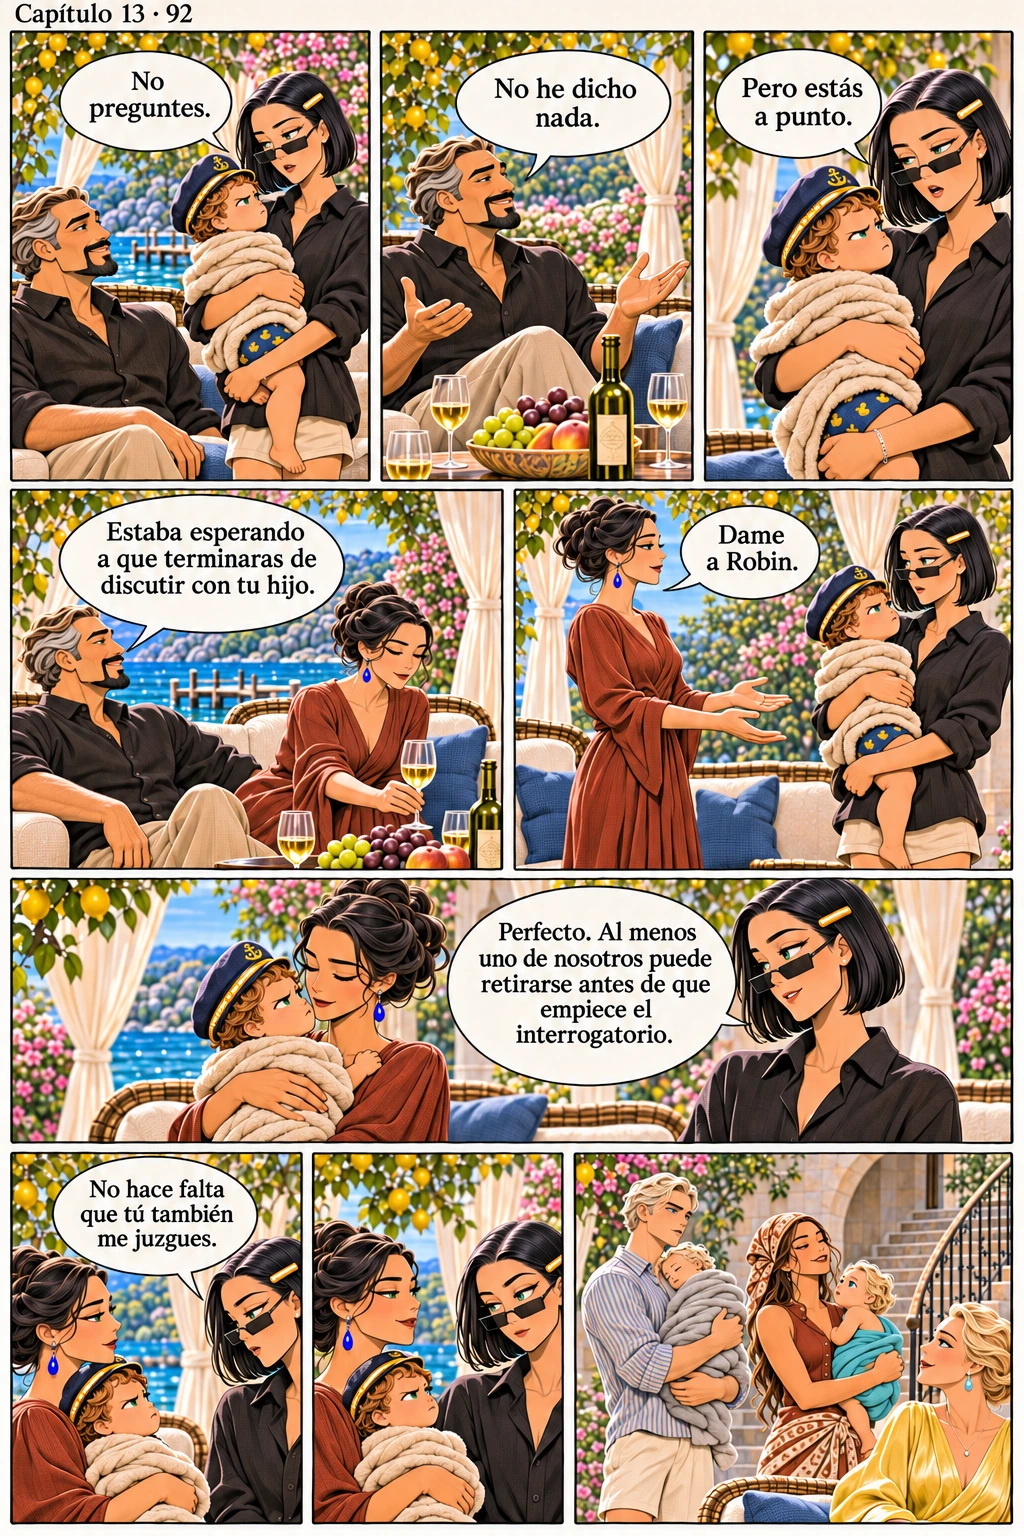 Capítulo 13 · 92
No
preguntes.
No he dicho
nada.
Pero estás
a punto.
Estaba esperando
a que terminaras de
discutir con tu hijo.
Dame
a Robin.
Perfecto. Al menos
uno de nosotros puede
retirarse antes de que
empiece el
interrogatorio.
No hace falta
que tú también
me juzgues.